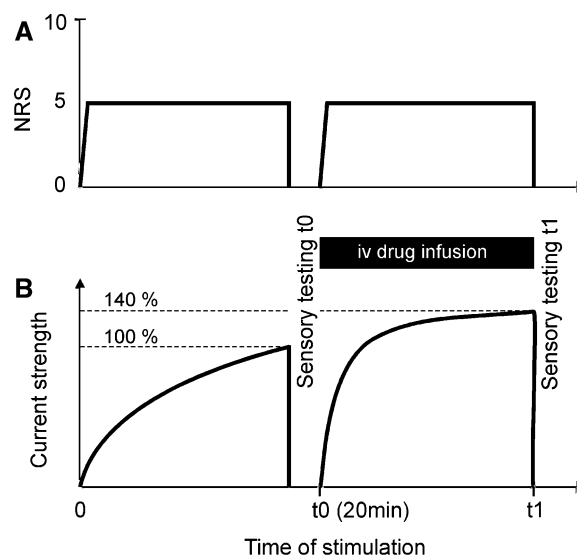 A
10
5
0
NRS
Sensory testing t0
iv drug infusion
Sensory testing t1
B
140 %
100 %
Current strength
0
t0 (20min)
t1
Time of stimulation